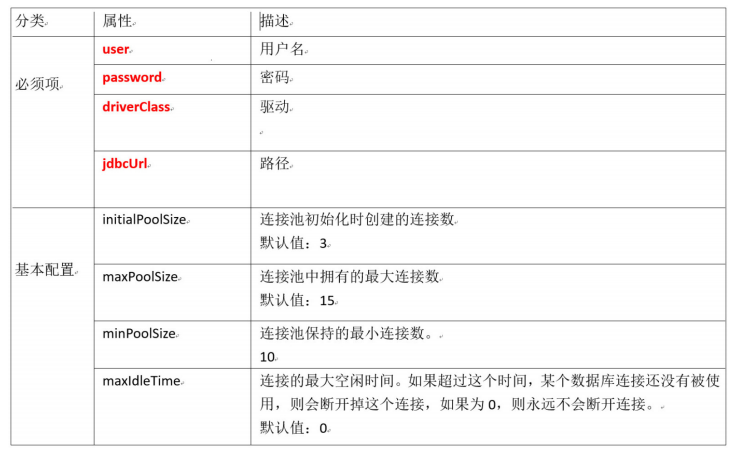 分类 属性 描述
必须项 user 用户名
password 密码
driverClass 驱动
jdbcUrl 路径
基本配置 initialPoolSize 连接池初始化时创建的连接数
默认值：3
maxPoolSize 连接池中拥有的最大连接数
默认值：15
minPoolSize 连接池保持的最小连接数。
10
maxIdleTime 连接的最大空闲时间。如果超过这个时间，某个数据库连接还没有被使
用，则会断开掉这个连接，如果为 0，则永远不会断开连接。
默认值：0